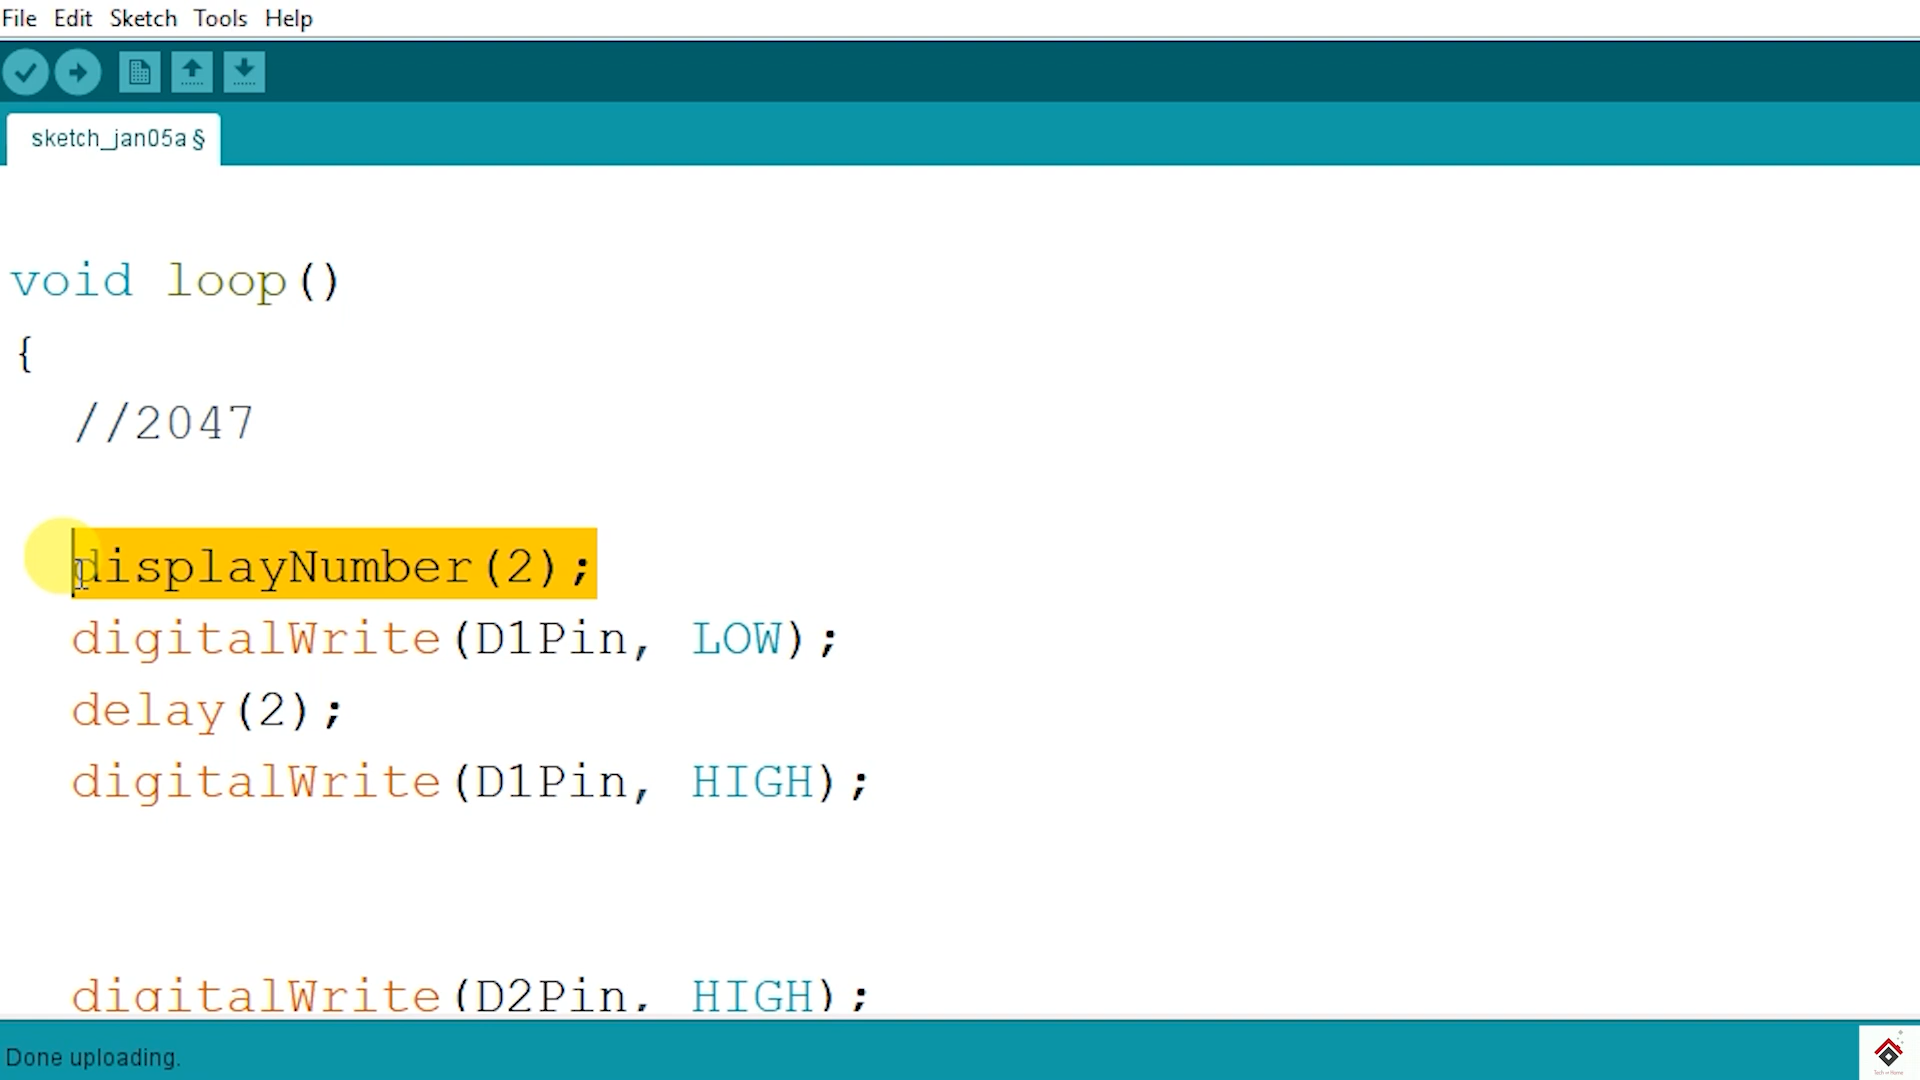 File Edit Sketch Tools Help
sketch_jan05a §
void loop()
{
//2047
displayNumber(2);
digitalWrite(D1Pin, LOW);
delay(2);
digitalWrite(D1Pin, HIGH);
digitalWrite(D2Pin, HIGH);
Done uploading.